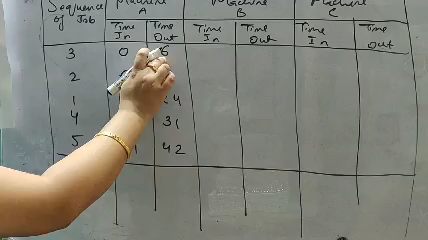 Sequence Machine Machine Machine
of Job A B C
Time In Time Out Time In Time Out Time In Time Out
3 0 6
2
1 24
4 31
5 1 42